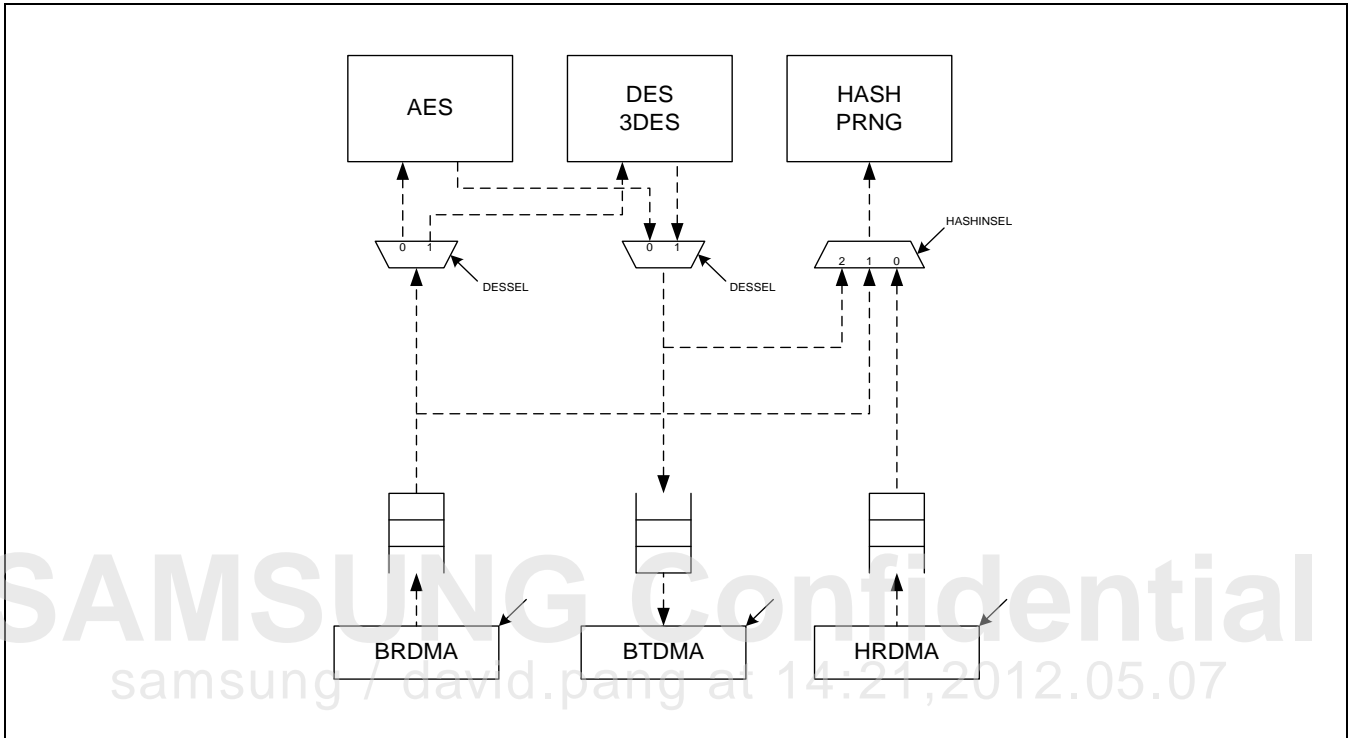 AES
DES
3DES
HASH
PRNG
0 1
0 1
HASHINSEL
2 1 0
DESSEL
DESSEL
SAMSUNG Confidential
BRDMA
BTDMA
HRDMA
samsung / david.pang at 14:21,2012.05.07